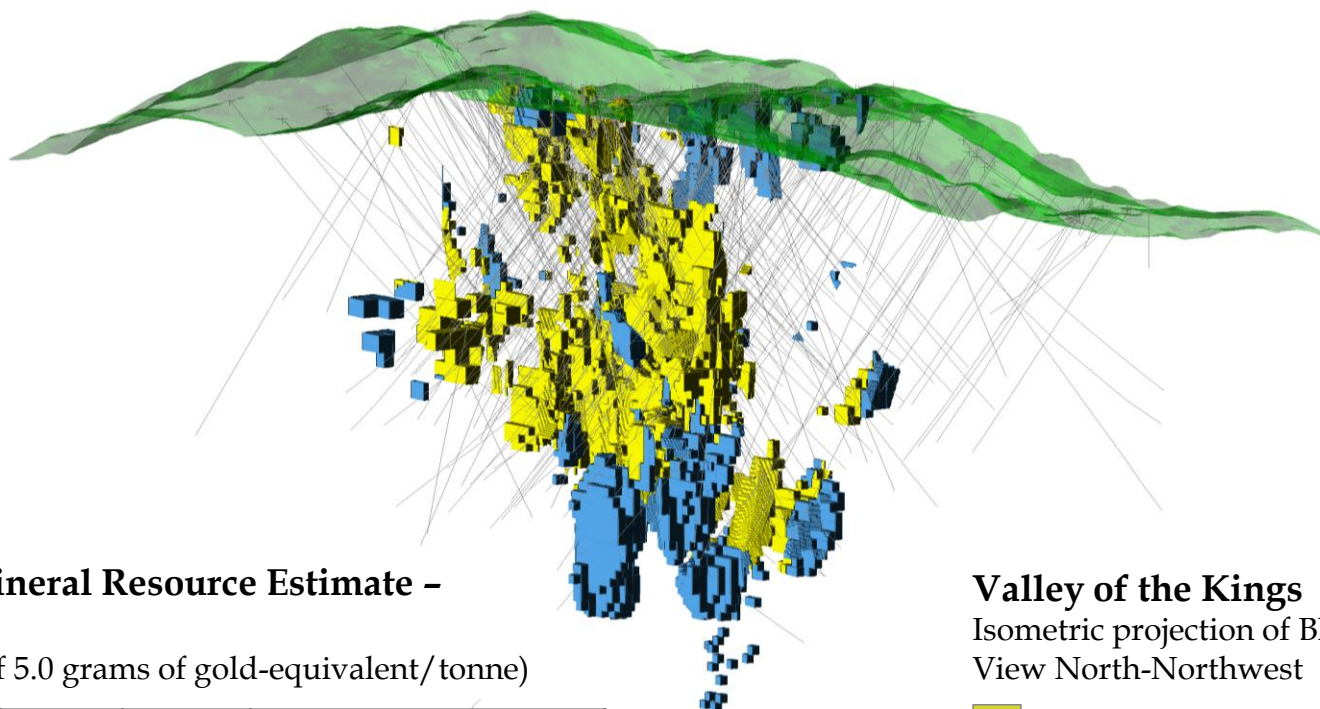 ineral Resource Estimate –
f 5.0 grams of gold-equivalent/tonne)
Valley of the Kings
Isometric projection of Bl
View North-Northwest